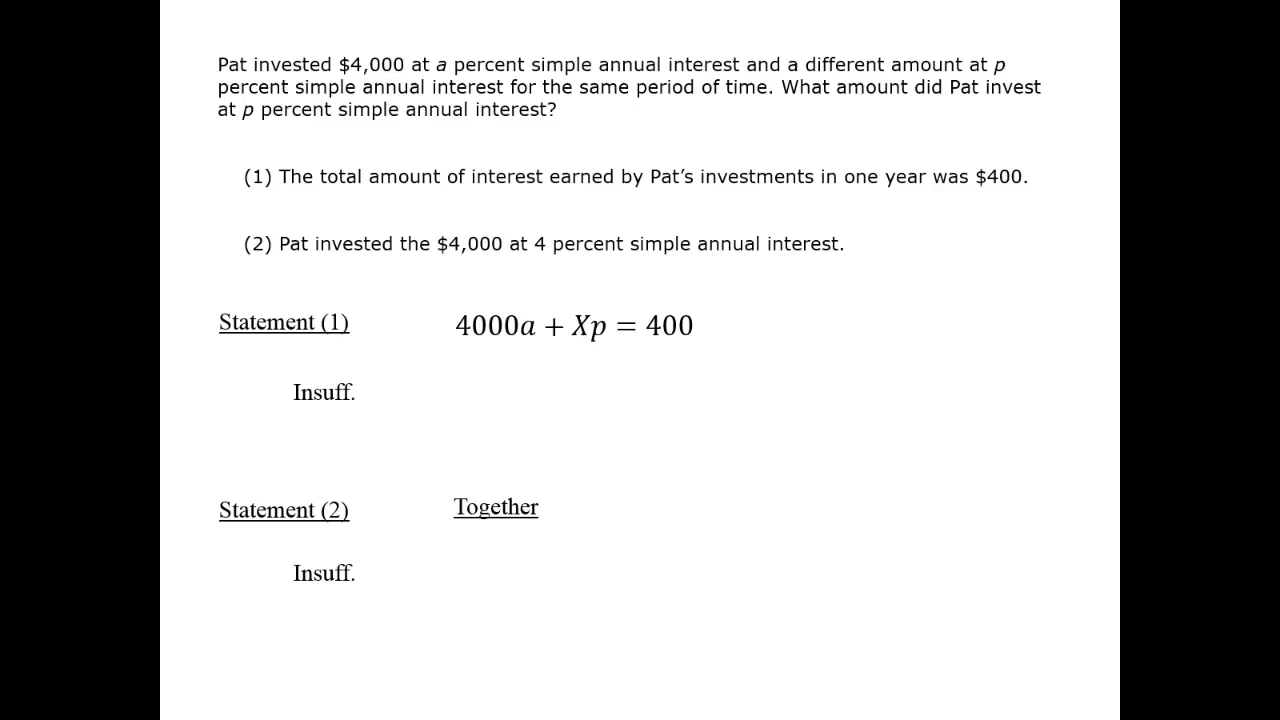 Pat invested $4,000 at a percent simple annual interest and a different amount at p
percent simple annual interest for the same period of time. What amount did Pat invest
at p percent simple annual interest?
(1) The total amount of interest earned by Pat’s investments in one year was $400.
(2) Pat invested the $4,000 at 4 percent simple annual interest.
Statement (1)
4000a + Xp = 400
Insuff.
Statement (2)
Together
Insuff.